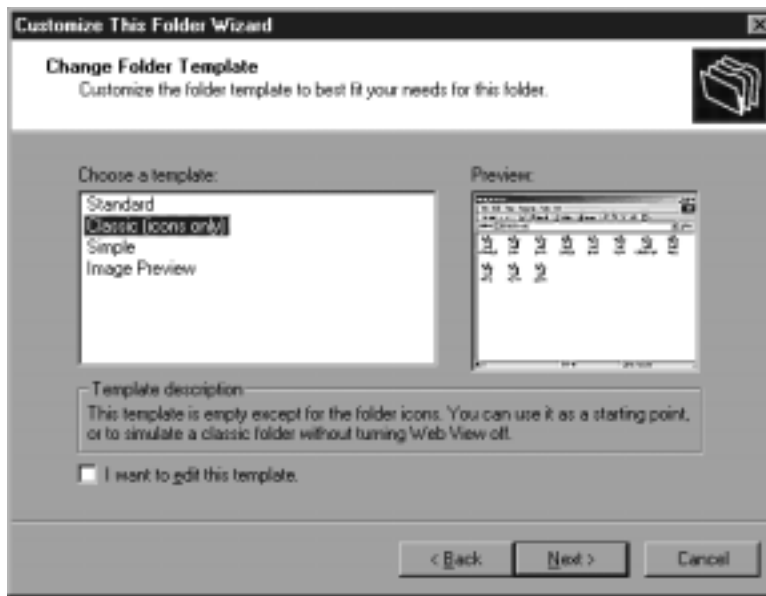 Customize This Folder Wizard
Change Folder Template
Customize the folder template to best fit your needs for this folder.
Choose a template:
Preview:
Standard
Classic (icons only)
Simple
Image Preview
Template description
This template is empty except for the folder icons. You can use it as a starting point,
or to simulate a classic folder without turning Web View off.
I want to edit this template.
< Back
Next >
Cancel